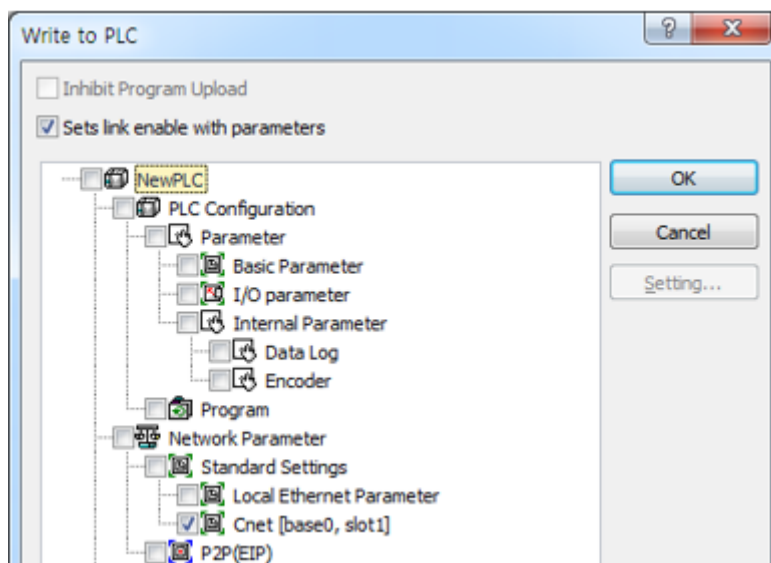 Write to PLC
Inhibit Program Upload
Sets link enable with parameters
NewPLC
OK
PLC Configuration
Parameter
Cancel
Basic Parameter
I/O parameter
Setting...
Internal Parameter
Data Log
Encoder
Program
Network Parameter
Standard Settings
Local Ethernet Parameter
Cnet [base0, slot1]
P2P(EIP)